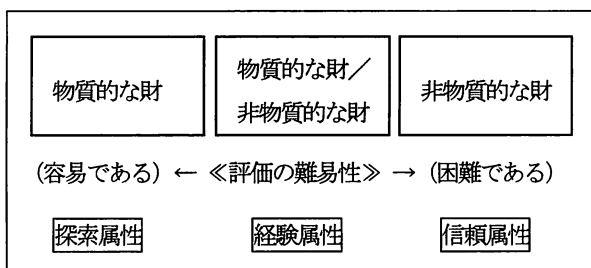 物質的な財
物質的な財／
非物質的な財
非物質的な財
(容易である) ← ≪評価の難易性≫ → (困難である)
探索属性 経験属性 信頼属性